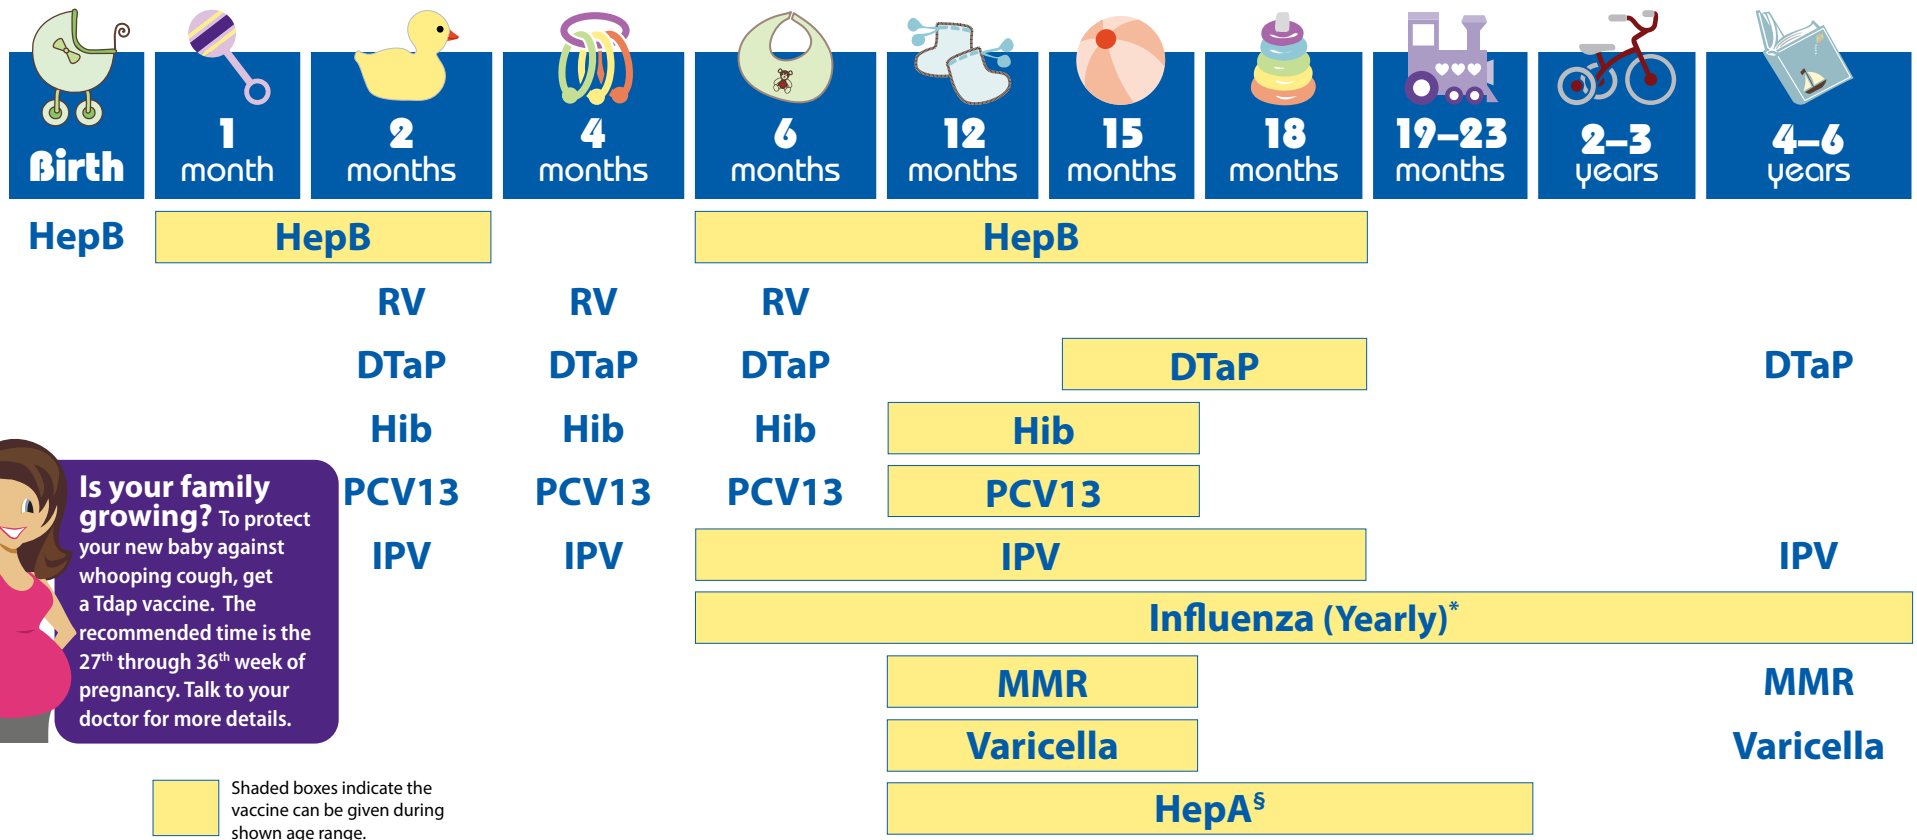 Birth
1
month
2
months
4
months
6
months
12
months
15
months
18
months
19–23
months
2–3
years
4–6
years
HepB HepB HepB
RV RV RV
DTaP DTaP DTaP DTaP DTaP
Hib Hib Hib Hib
PCV13 PCV13 PCV13 PCV13
IPV IPV IPV IPV
Influenza (Yearly)*
MMR MMR
Varicella Varicella
HepA§
Is your family
growing? To protect
your new baby against
whooping cough, get
a Tdap vaccine. The
recommended time is the
27th through 36th week of
pregnancy. Talk to your
doctor for more details.
Shaded boxes indicate the
vaccine can be given during
shown age range.